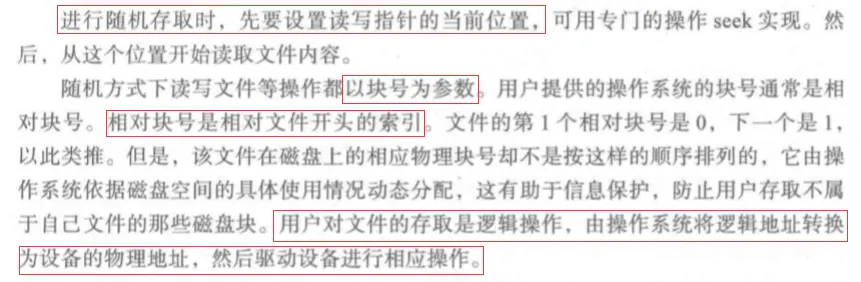 进行随机存取时，先要设置读写指针的当前位置，可用专门的操作 seek 实现。然
后，从这个位置开始读取文件内容。
随机方式下读写文件等操作都以块号为参数。用户提供的操作系统的块号通常是相
对块号。相对块号是相对文件开头的索引。文件的第1个相对块号是0，下一个是1，
以此类推。但是，该文件在磁盘上的相应物理块号却不是按这样的顺序排列的，它由操
作系统依据磁盘空间的具体使用情况动态分配，这有助于信息保护，防止用户存取不属
于自己文件的那些磁盘块。用户对文件的存取是逻辑操作，由操作系统将逻辑地址转换
为设备的物理地址，然后驱动设备进行相应操作。